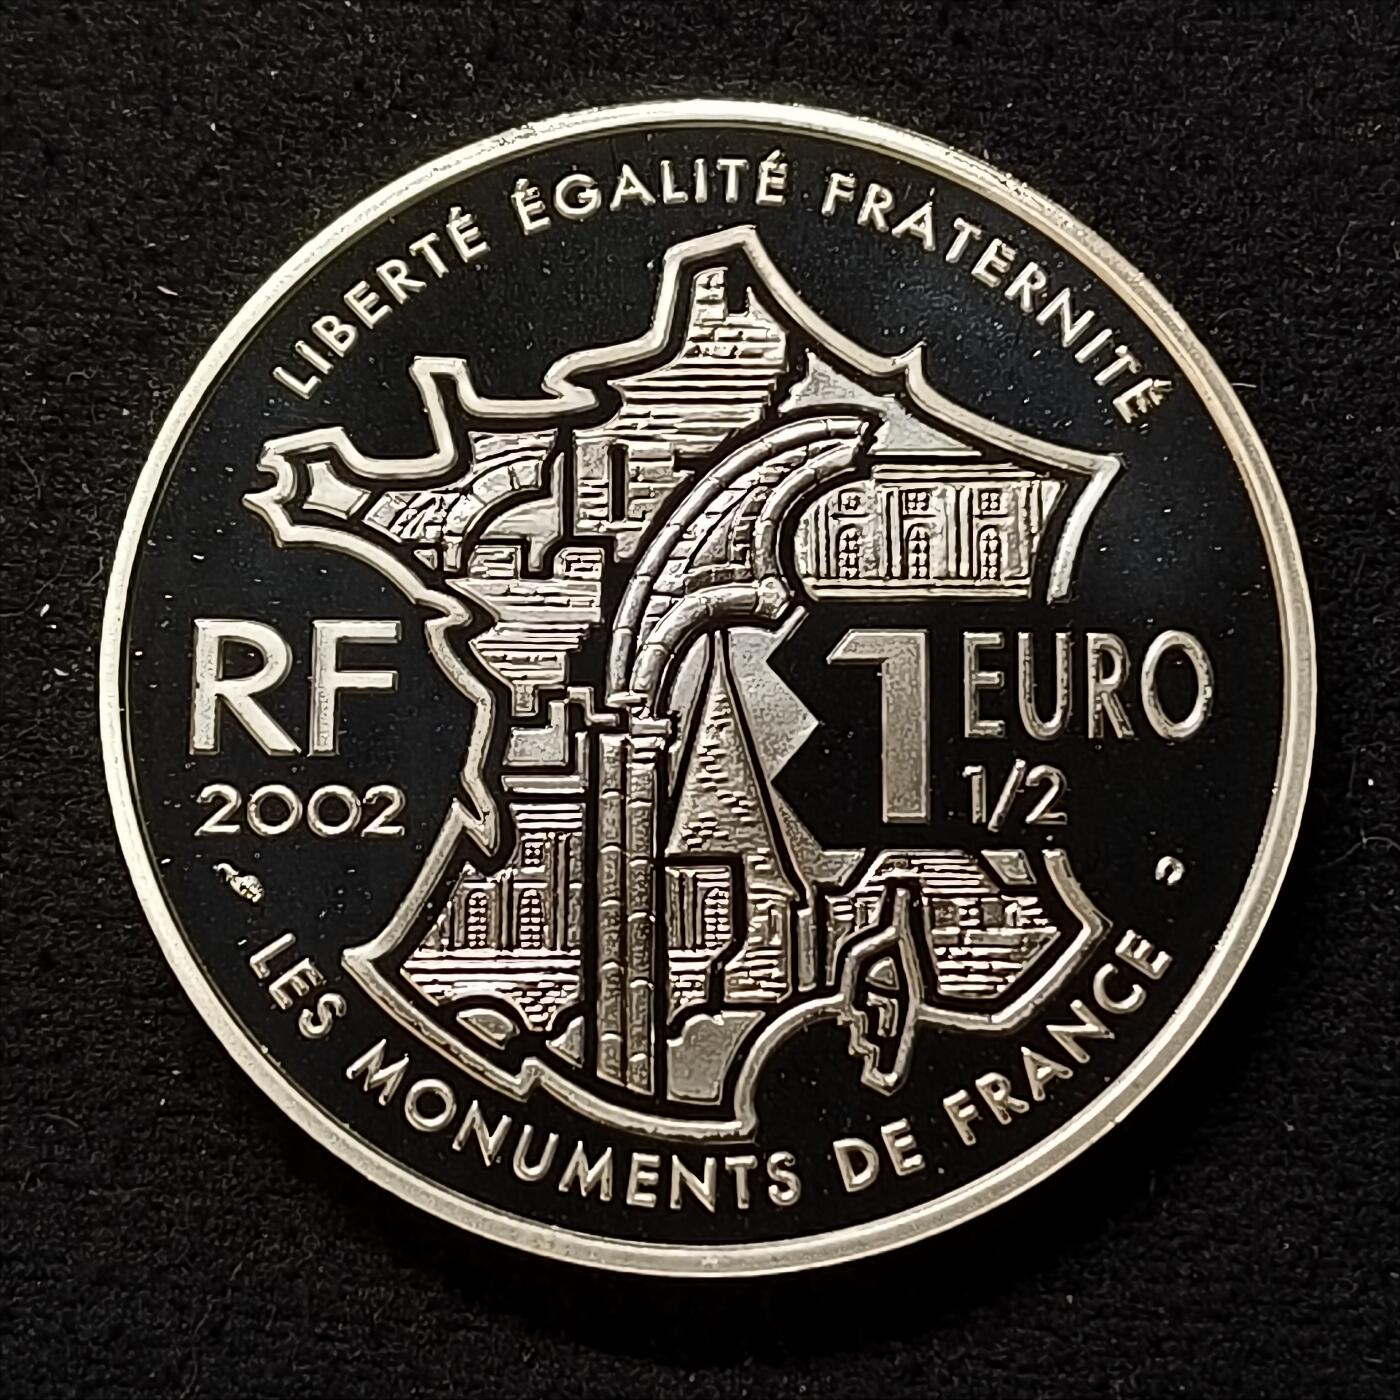 LIBERTÉ ÉGALITÉ FRATERNITÉ
RF
2002
1 EURO
1/2
LES MONUMENTS DE FRANCE